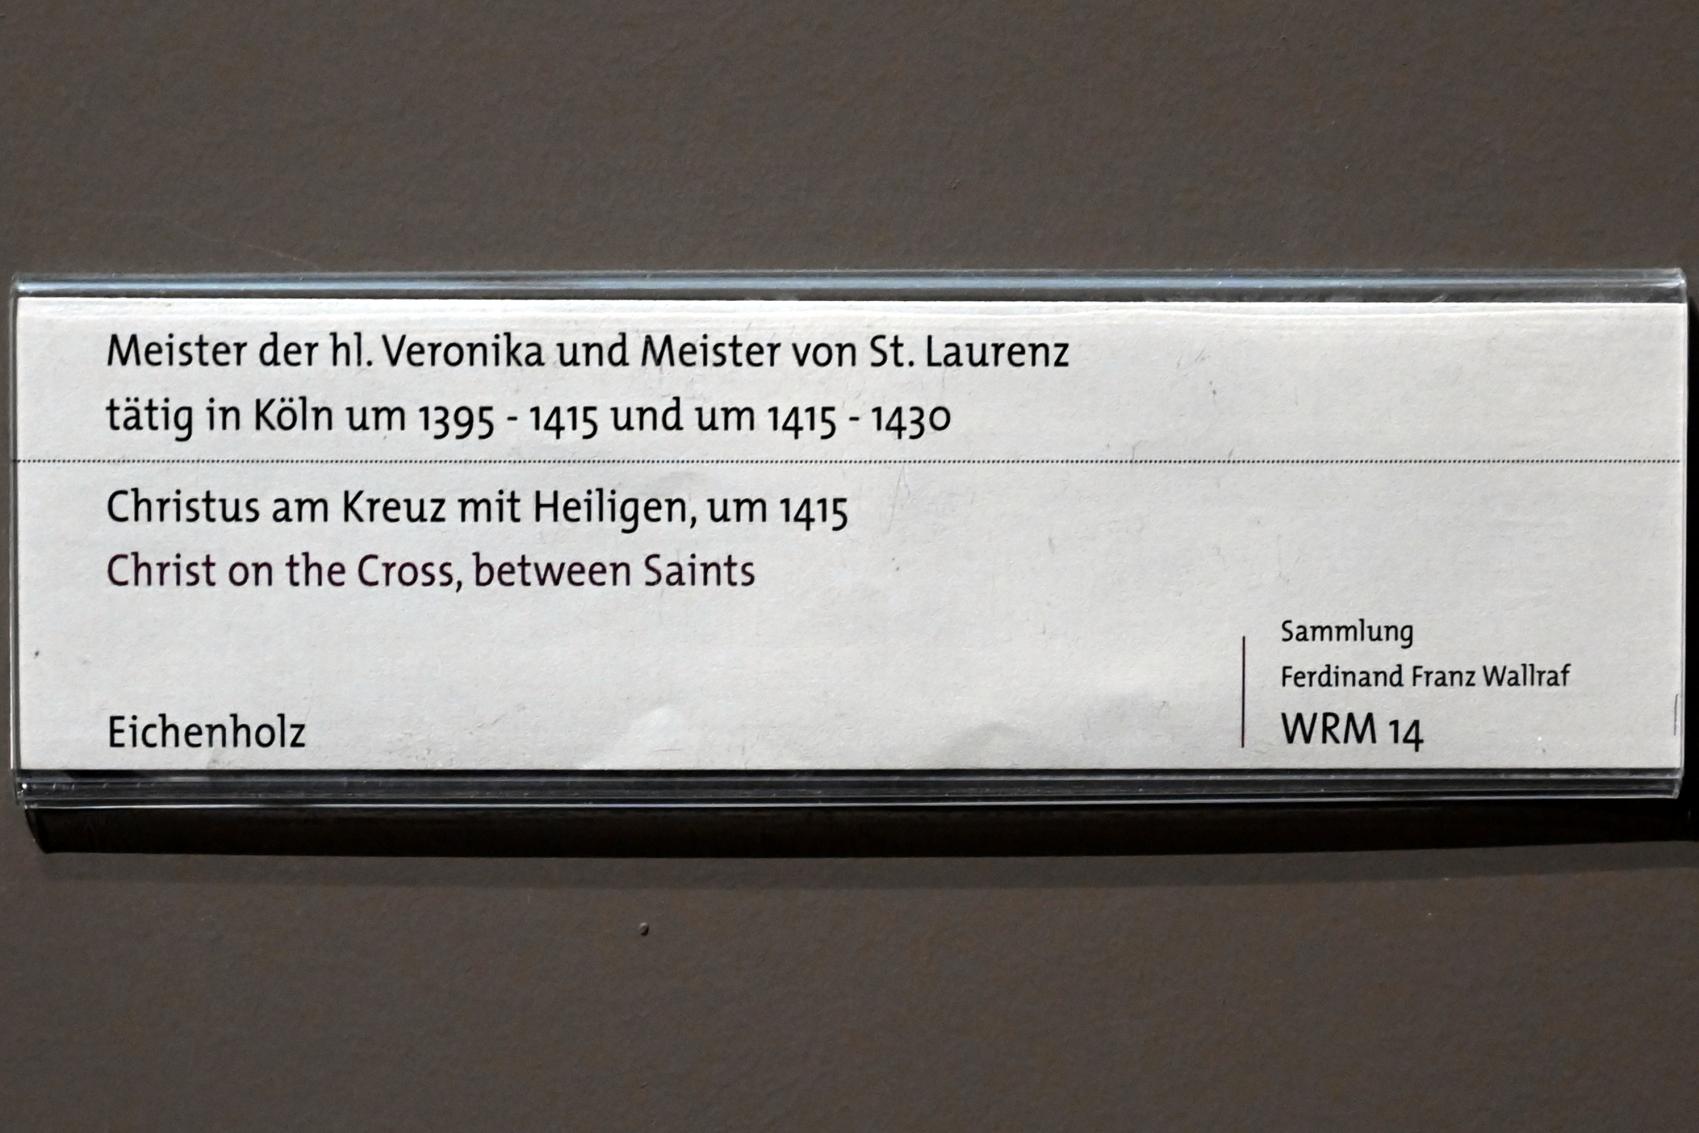 Meister der hl. Veronika und Meister von St. Laurenz
tätig in Köln um 1395 - 1415 und um 1415 - 1430
Christus am Kreuz mit Heiligen, um 1415
Christ on the Cross, between Saints
Eichenholz
Sammlung
Ferdinand Franz Wallraf
WRM 14